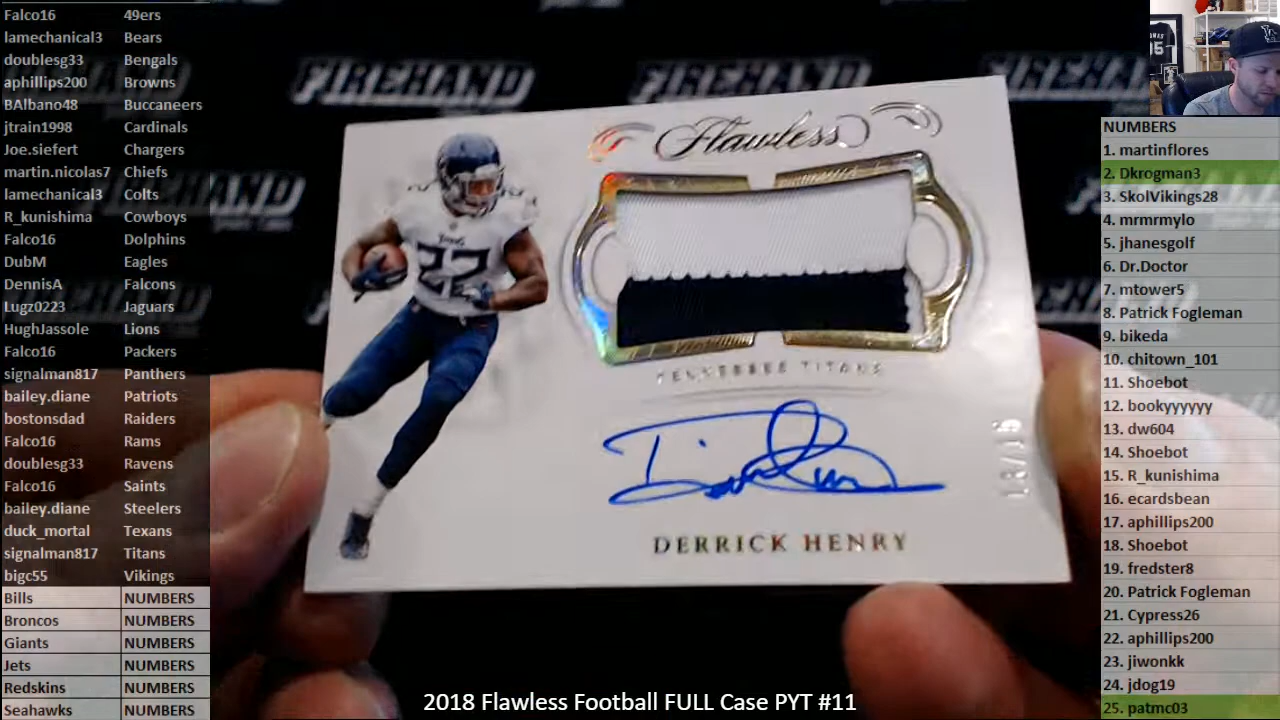 Falco16 49ers
lamechanical3 Bears
doublesg33 Bengals
aphillips200 Browns
BAlbano48 Buccaneers
jtrain1998 Cardinals
Joe.siefert Chargers
martin.nicolas7 Chiefs
lamechanical3 Colts
R_kunishima Cowboys
Falco16 Dolphins
DubM Eagles
DennisA Falcons
Lugz0223 Jaguars
HughJassole Lions
Falco16 Packers
signalman817 Panthers
bailey.diane Patriots
bostonsdad Raiders
Falco16 Rams
doublesg33 Ravens
Falco16 Saints
bailey.diane Steelers
duck_mortal Texans
signalman817 Titans
bigc55 Vikings
Bills NUMBERS
Broncos NUMBERS
Giants NUMBERS
Jets NUMBERS
Redskins NUMBERS
Seahawks NUMBERS
FIREHAND FIREHAND FIREHAND
Flawless
TITANS
22
TENNESSEE TITANS
DERRICK HENRY
2018 Flawless Football FULL Case PYT #11
NUMBERS
1. martinflores
2. Dkrogman3
3. SkolVikings28
4. mrmrmylo
5. jhanesgolf
6. Dr.Doctor
7. mtower5
8. Patrick Fogleman
9. bikeda
10. chitown_101
11. Shoebot
12. bookyyyyyy
13. dw604
14. Shoebot
15. R_kunishima
16. ecardsbean
17. aphillips200
18. Shoebot
19. fredster8
20. Patrick Fogleman
21. Cypress26
22. aphillips200
23. jiwonkk
24. jdog19
25. patmc03